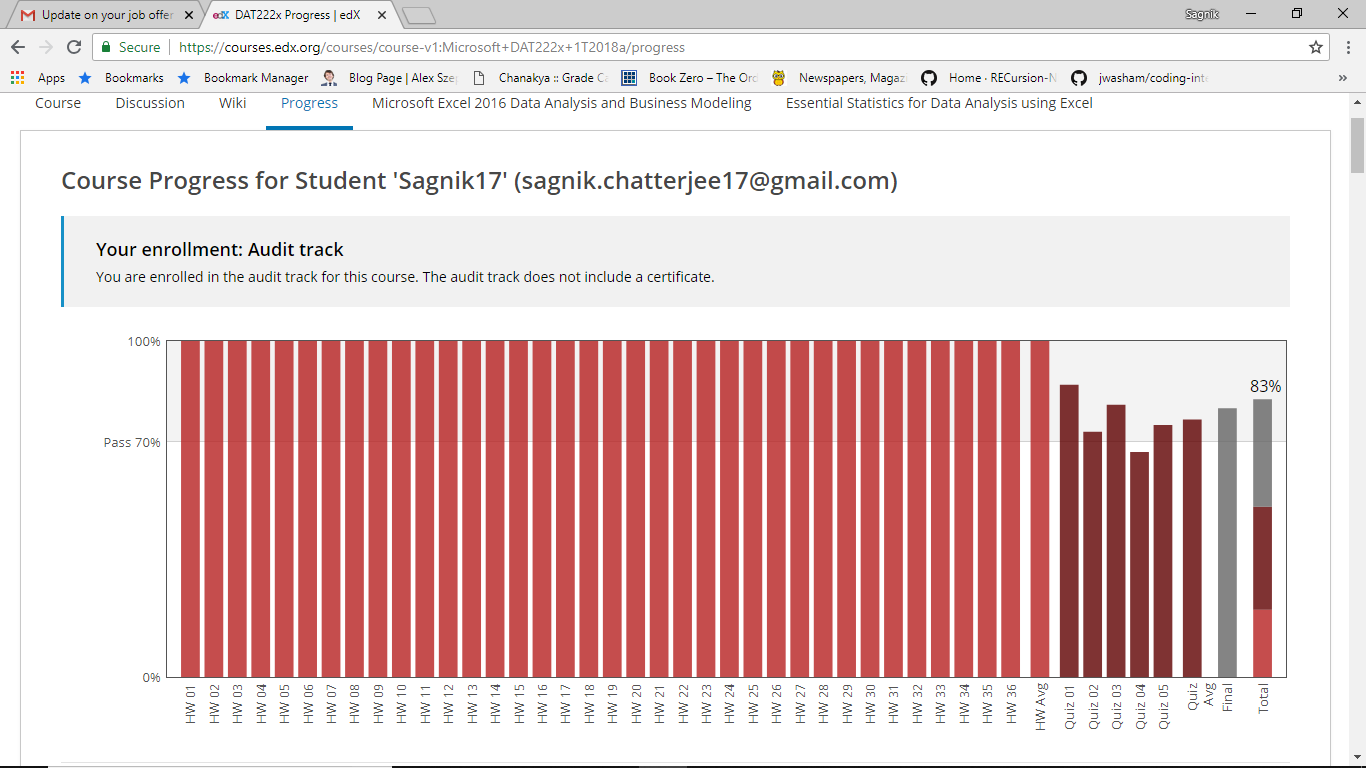 Update on your job offer
edX DAT222x Progress | edX
Sagnik
Secure https://courses.edx.org/courses/course-v1:Microsoft+DAT222x+1T2018a/progress
Apps Bookmarks Bookmark Manager Blog Page | Alex Chanakya :: Grade Book Zero – The Newspapers, Home · RECursion-N »
Course Discussion Wiki Progress Microsoft Excel 2016 Data Analysis and Business Modeling Essential Statistics for Data Analysis using Excel
Course Progress for Student 'Sagnik17' (sagnik.chatterjee17@gmail.com)
Your enrollment: Audit track
You are enrolled in the audit track for this course. The audit track does not include a certificate.
100%
83%
Pass 70%
0%
HW 01
HW 02
HW 03
HW 04
HW 05
HW 06
HW 07
HW 08
HW 09
HW 10
HW 11
HW 12
HW 13
HW 14
HW 15
HW 16
HW 17
HW 18
HW 19
HW 20
HW 21
HW 22
HW 23
HW 24
HW 25
HW 26
HW 27
HW 28
HW 29
HW 30
HW 31
HW 32
HW 33
HW 34
HW 35
HW 36
HW Avg
Quiz 01
Quiz 02
Quiz 03
Quiz 04
Quiz 05
Quiz
Avg
Final
Total